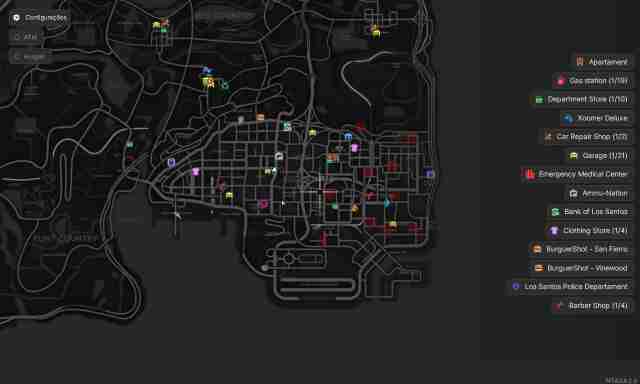 Configurações
Apartament
Gas station (1/19)
Department Store (1/10)
Xoomer Deluxe
Car Repair Shop (1/2)
Garage (1/21)
Emergency Medical Center
Ammu-Nation
Bank of Los Santos
Clothing Store (1/4)
BurguerShot - San Fierro
BurguerShot - Vinewood
Los Santos Police Departament
Barber Shop (1/4)
FLINT COUNTRY